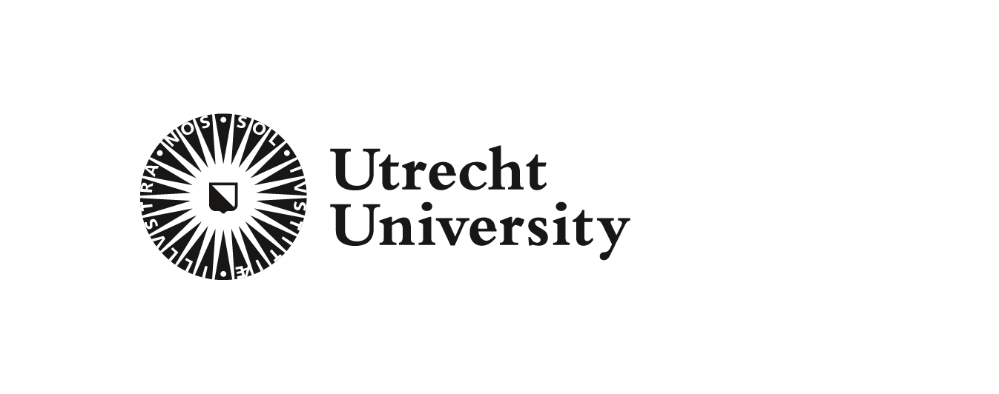 SOL · IVSTITIÆ · ILLVSTRA · NOS ·
Utrecht
University